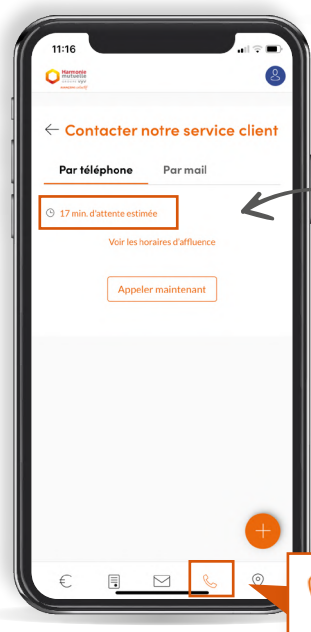 11:16
Harmonie
mutuelle
← Contacter notre service client
Par téléphone Par mail
17 min. d'attente estimée
Voir les horaires d'affluence
Appeler maintenant